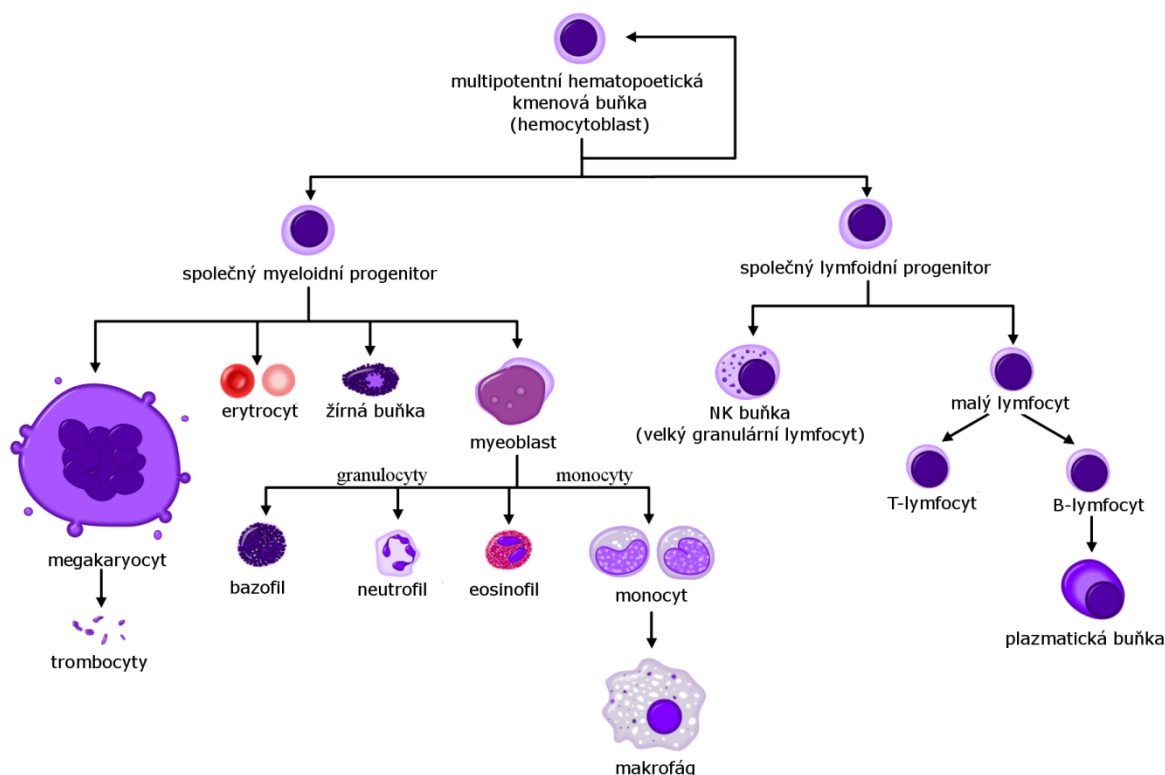 multipotentní hematopoetická
kmenová buňka
(hemocytoblast)
společný myeloidní progenitor
společný lymfoidní progenitor
erytrocyt
žírná buňka
myeoblast
NK buňka
(velký granulární lymfocyt)
malý lymfocyt
granulocyty
monocyty
T-lymfocyt
B-lymfocyt
megakaryocyt
bazofil
neutrofil
eosinofil
monocyt
plazmatická buňka
trombocyty
makrofág